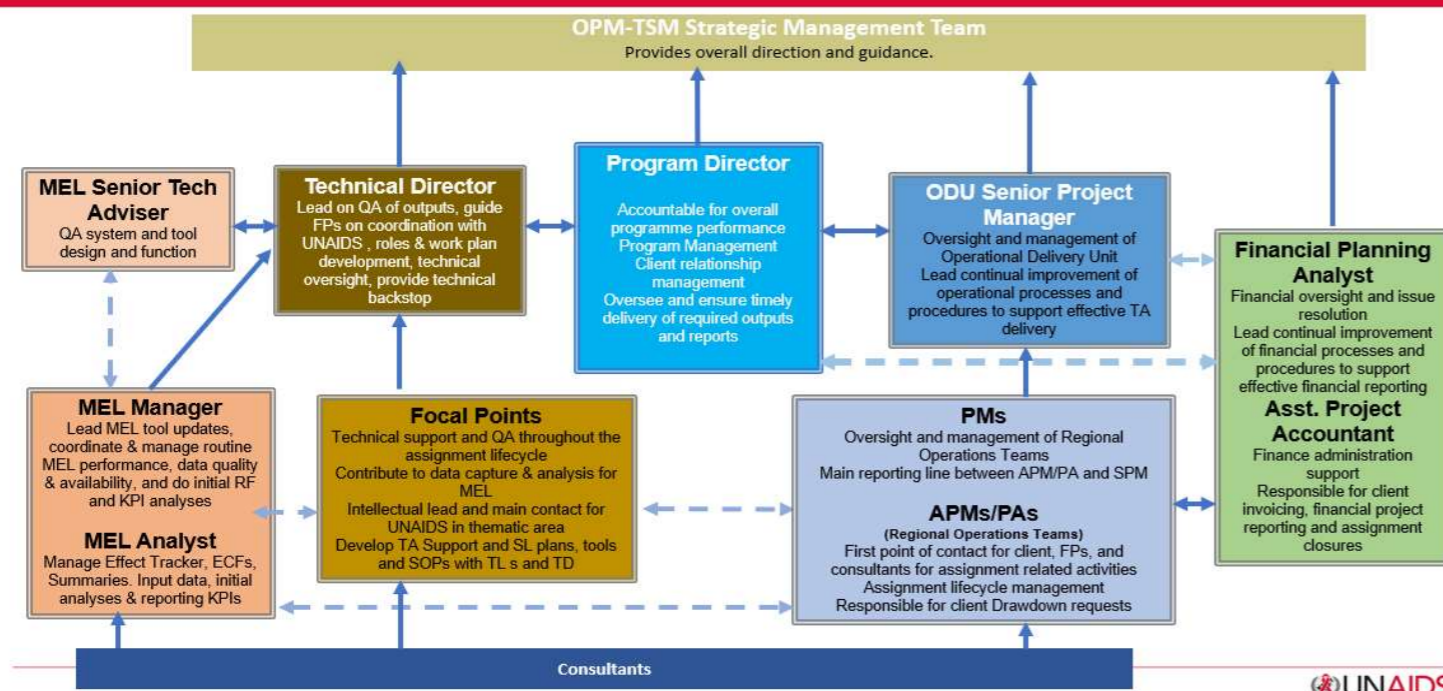 OPM-TSM Strategic Management Team
Provides overall direction and guidance.
MEL Senior Tech
Adviser
QA system and tool
design and function
Technical Director
Lead on QA of outputs, guide
FPs on coordination with
UNAIDS , roles & work plan
development, technical
oversight, provide technical
backstop
Program Director
Accountable for overall
programme performance
Program Management
Client relationship
management
Oversee and ensure timely
delivery of required outputs
and reports
ODU Senior Project
Manager
Oversight and management of
Operational Delivery Unit
Lead continual improvement of
operational processes and
procedures to support effective TA
delivery
Financial Planning
Analyst
Financial oversight and issue
resolution
Lead continual improvement
of financial processes and
procedures to support
effective financial reporting
Asst. Project
Accountant
Finance administration
support
Responsible for client
invoicing, financial project
reporting and assignment
closures
MEL Manager
Lead MEL tool updates,
coordinate & manage routine
MEL performance, data quality
& availability, and do initial RF
and KPI analyses
MEL Analyst
Manage Effect Tracker, ECFs,
Summaries. Input data, initial
analyses & reporting KPIs
Focal Points
Technical support and QA throughout the
assignment lifecycle
Contribute to data capture & analysis for
MEL
Intellectual lead and main contact for
UNAIDS in thematic area
Develop TA Support and SL plans, tools
and SOPs with TL s and TD
PMs
Oversight and management of Regional
Operations Teams
Main reporting line between APM/PA and SPM
APMs/PAs
(Regional Operations Teams)
First point of contact for client, FPs, and
consultants for assignment related activities
Assignment lifecycle management
Responsible for client Drawdown requests
Consultants
UNAIDS